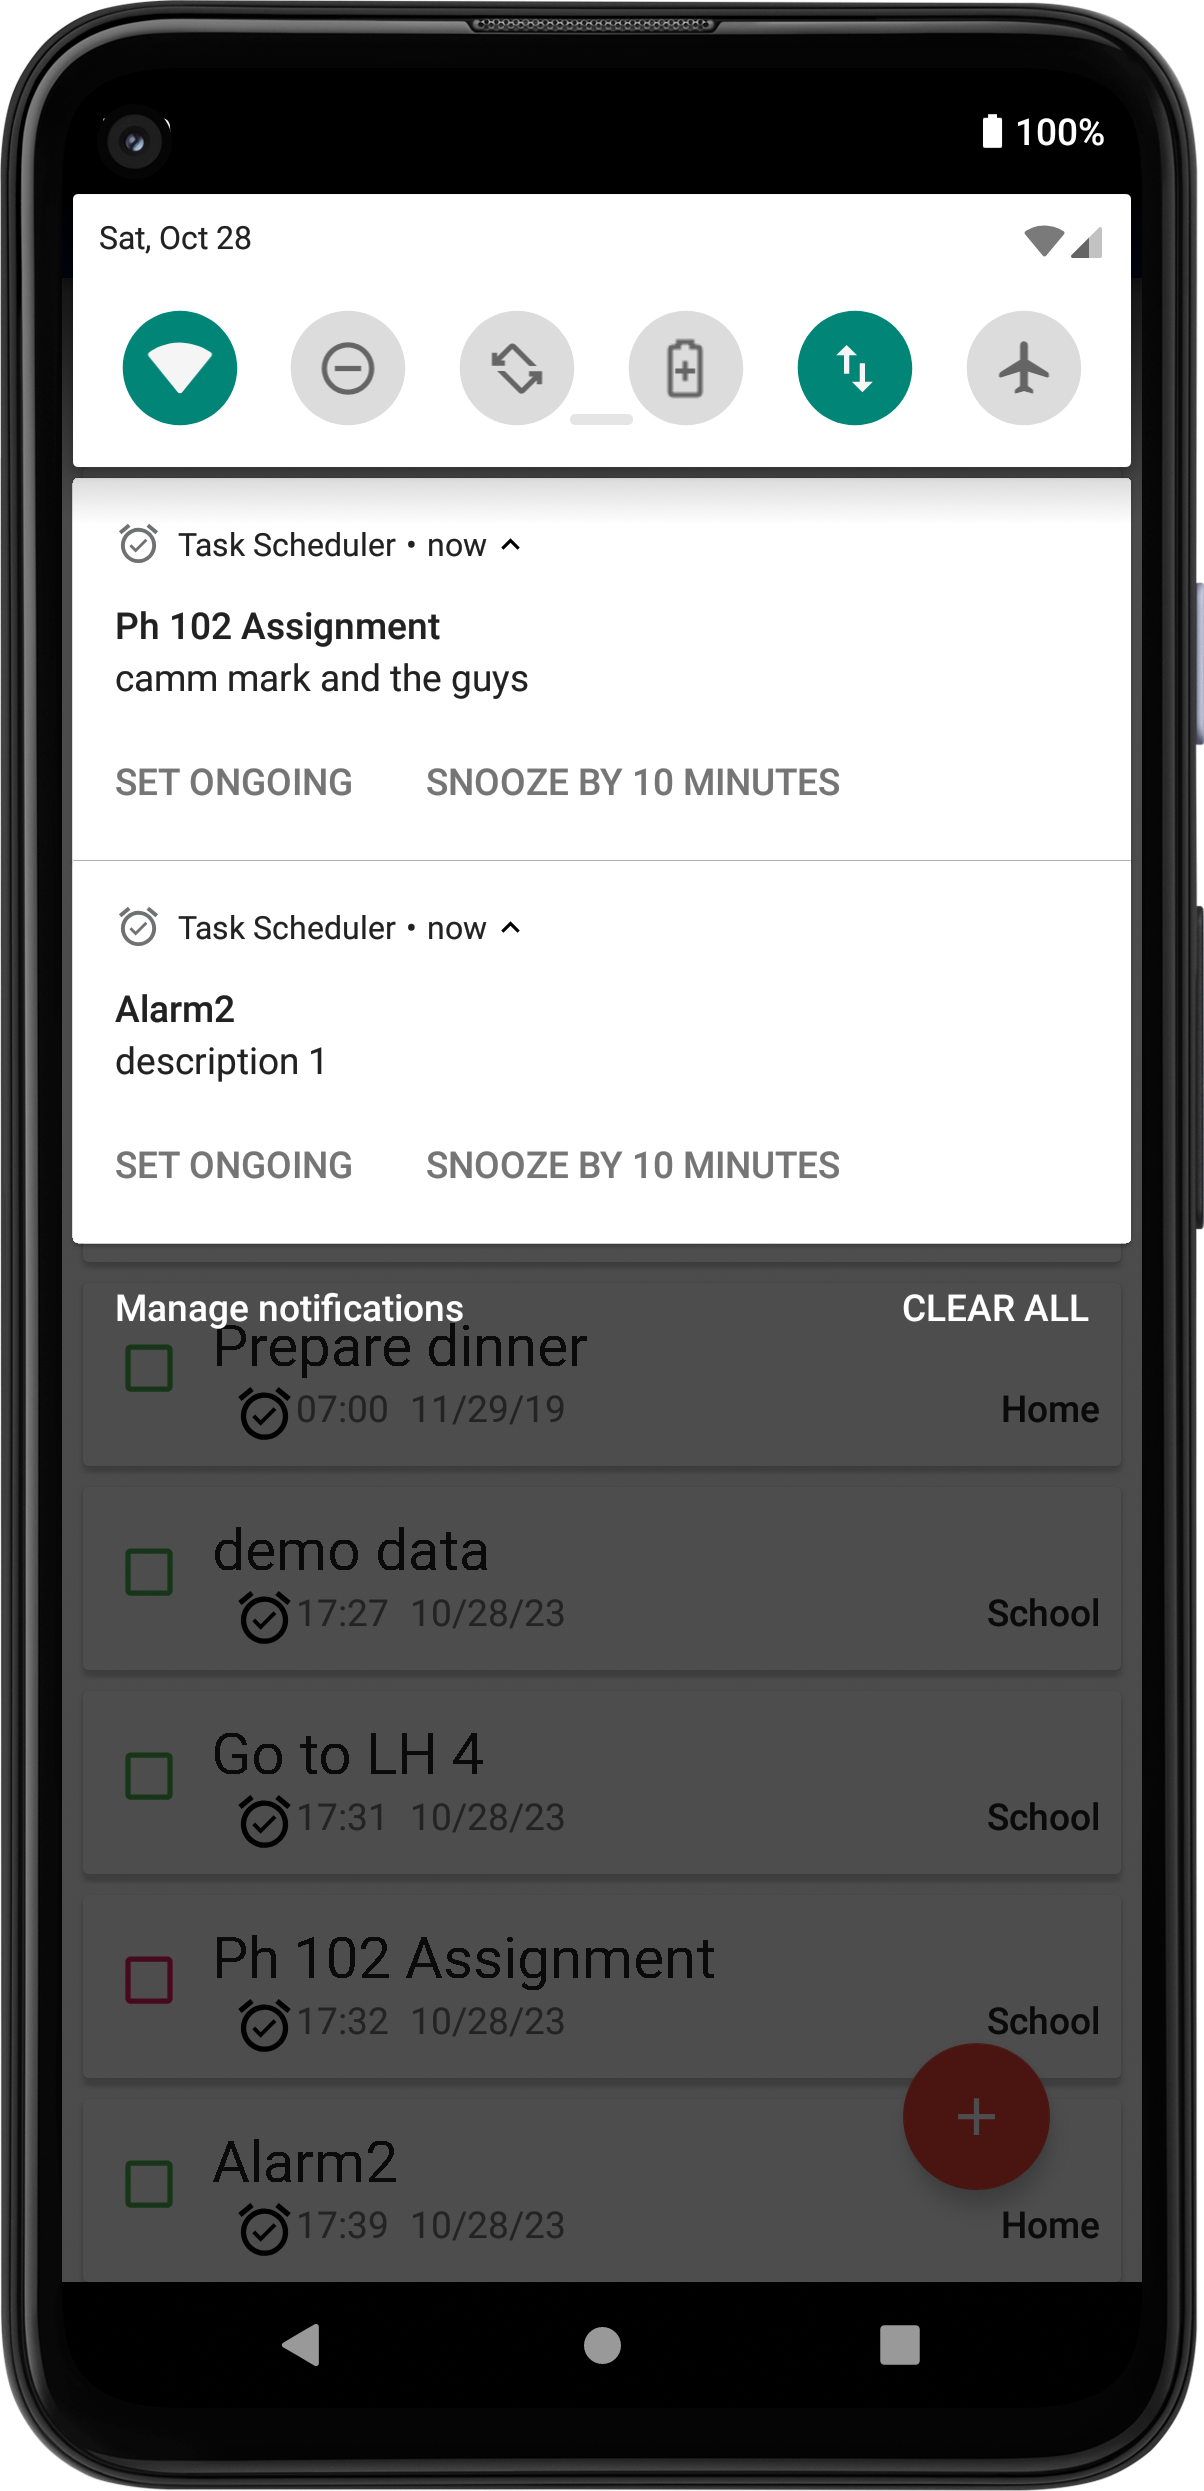 100%
Sat, Oct 28
Task Scheduler • now
Ph 102 Assignment
camm mark and the guys
SET ONGOING SNOOZE BY 10 MINUTES
Task Scheduler • now
Alarm2
description 1
SET ONGOING SNOOZE BY 10 MINUTES
Manage notifications CLEAR ALL
Prepare dinner
07:00 11/29/19 Home
demo data
17:27 10/28/23 School
Go to LH 4
17:31 10/28/23 School
Ph 102 Assignment
17:32 10/28/23 School
Alarm2
17:39 10/28/23 Home